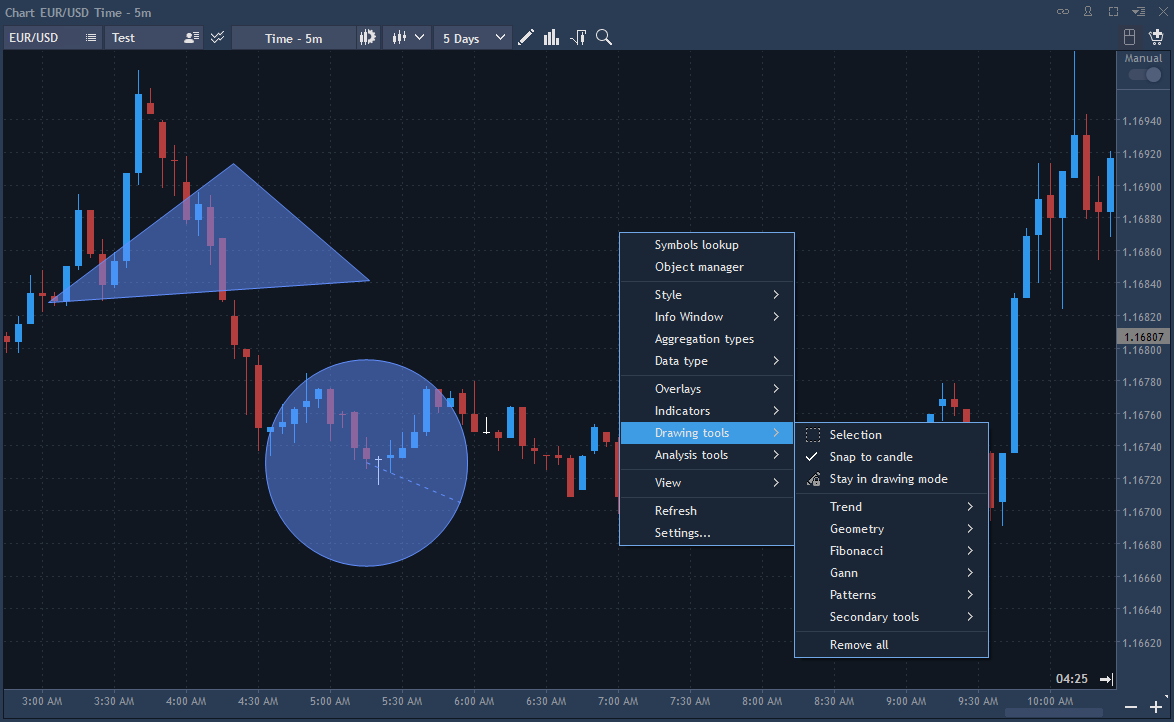 Chart EUR/USD Time - 5m
EUR/USD Test Time - 5m 5 Days
Manual
1.16940
1.16920
1.16900
1.16880
1.16860
1.16840
1.16820
1.16807
1.16800
1.16780
1.16760
1.16740
1.16720
1.16700
1.16680
1.16660
1.16640
1.16620
Symbols lookup
Object manager
Style
Info Window
Aggregation types
Data type
Overlays
Indicators
Drawing tools
Analysis tools
View
Refresh
Settings...
Selection
Snap to candle
Stay in drawing mode
Trend
Geometry
Fibonacci
Gann
Patterns
Secondary tools
Remove all
04:25
3:00 AM 3:30 AM 4:00 AM 4:30 AM 5:00 AM 5:30 AM 6:00 AM 6:30 AM 7:00 AM 7:30 AM 8:00 AM 8:30 AM 9:00 AM 9:30 AM 10:00 AM